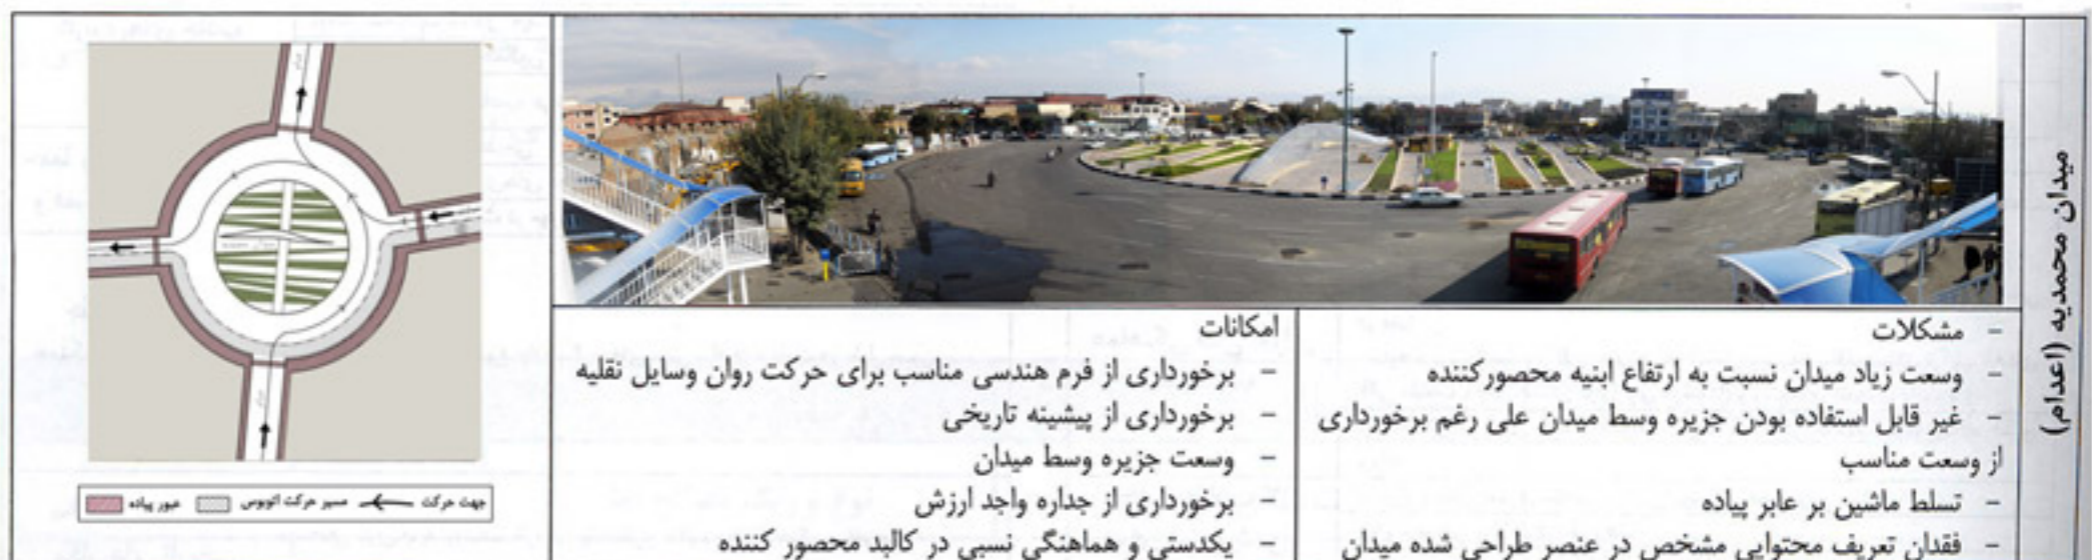 میدان محمدیه (اعدام)
- مشکلات
- وسعت زیاد میدان نسبت به ارتفاع ابنیه محصورکننده
- غیر قابل استفاده بودن جزیره وسط میدان علی رغم برخورداری
از وسعت مناسب
- تسلط ماشین بر عابر پیاده
- فقدان تعریف محتوایی مشخص در عنصر طراحی شده میدان
امکانات
- برخورداری از فرم هندسی مناسب برای حرکت روان وسایل نقلیه
- برخورداری از پیشینه تاریخی
- وسعت جزیره وسط میدان
- برخورداری از جداره واجد ارزش
- یکدستی و هماهنگی نسبی در کالبد محصور کننده
جهت حرکت مسیر حرکت اتوبوس عبور پیاده